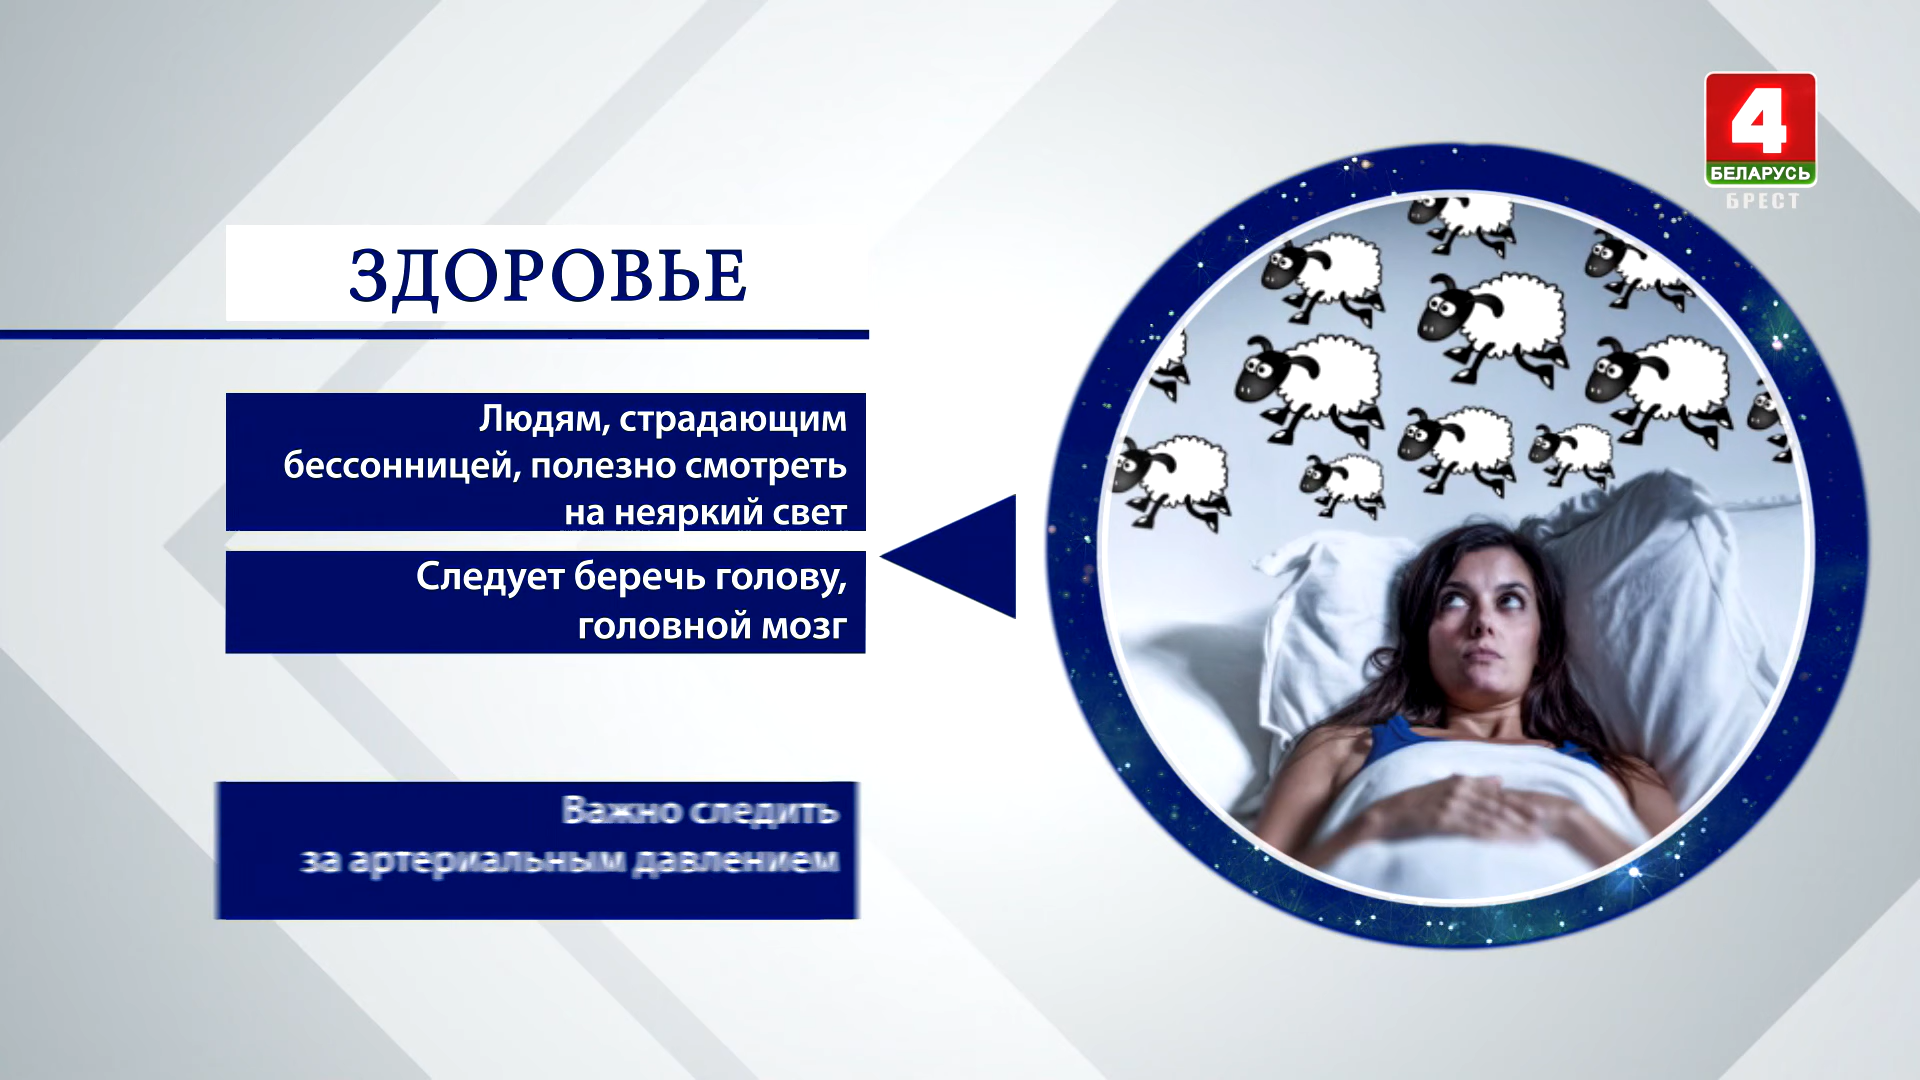 4
БЕЛАРУСЬ
БРЕСТ
ЗДОРОВЬЕ
Людям, страдающим
бессонницей, полезно смотреть
на неяркий свет
Следует беречь голову,
головной мозг
Важно следить
за артериальным давлением